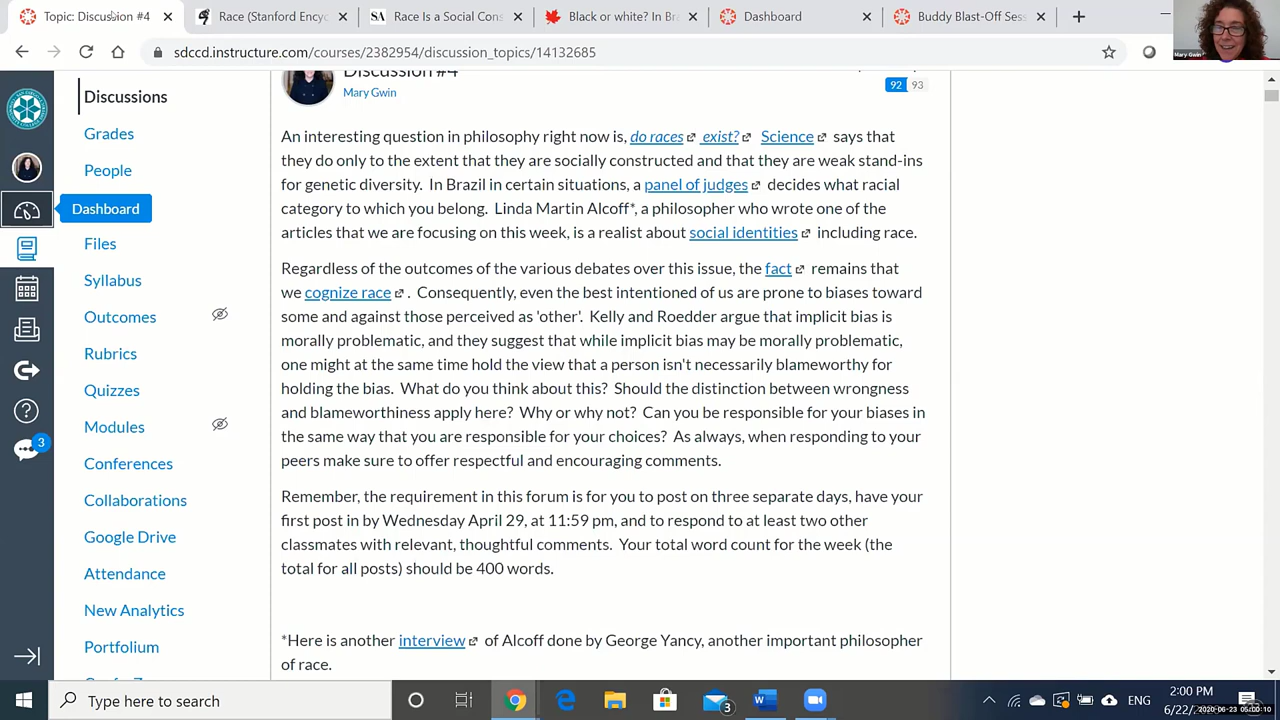 Topic: Discussion #4
Race (Stanford Ency
Race Is a Social Cons
Black or white? In Br
Dashboard
Buddy Blast-Off Ses
sdccd.instructure.com/courses/2382954/discussion_topics/14132685
Mary Gwin
Discussions
Grades
People
Dashboard
Files
Syllabus
Outcomes
Rubrics
Quizzes
Modules
Conferences
Collaborations
Google Drive
Attendance
New Analytics
Portfolium
3
Discussion #4
Mary Gwin
92 93
An interesting question in philosophy right now is, do races exist? Science says that
they do only to the extent that they are socially constructed and that they are weak stand-ins
for genetic diversity. In Brazil in certain situations, a panel of judges decides what racial
category to which you belong. Linda Martin Alcoff*, a philosopher who wrote one of the
articles that we are focusing on this week, is a realist about social identities including race.
Regardless of the outcomes of the various debates over this issue, the fact remains that
we cognize race . Consequently, even the best intentioned of us are prone to biases toward
some and against those perceived as 'other'. Kelly and Roedder argue that implicit bias is
morally problematic, and they suggest that while implicit bias may be morally problematic,
one might at the same time hold the view that a person isn't necessarily blameworthy for
holding the bias. What do you think about this? Should the distinction between wrongness
and blameworthiness apply here? Why or why not? Can you be responsible for your biases in
the same way that you are responsible for your choices? As always, when responding to your
peers make sure to offer respectful and encouraging comments.
Remember, the requirement in this forum is for you to post on three separate days, have your
first post in by Wednesday April 29, at 11:59 pm, and to respond to at least two other
classmates with relevant, thoughtful comments. Your total word count for the week (the
total for all posts) should be 400 words.
*Here is another interview of Alcoff done by George Yancy, another important philosopher
of race.
Type here to search
3
ENG
2:00 PM
6/22/2
2020-06-23 05:00:10